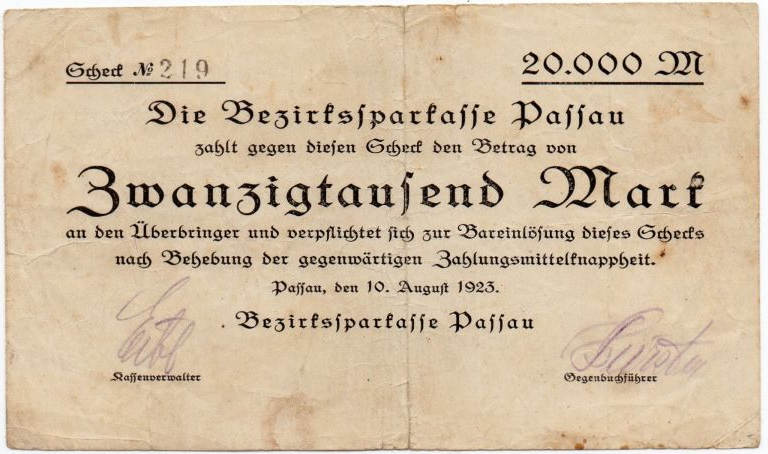 Scheck № 219
20.000 M
Die Bezirkssparkasse Passau
zahlt gegen diesen Scheck den Betrag von
Zwanzigtausend Mark
an den Überbringer und verpflichtet sich zur Bareinlösung dieses Schecks
nach Behebung der gegenwärtigen Zahlungsmittelknappheit.
Passau, den 10. August 1923.
Bezirkssparkasse Passau
Kassenverwalter
Gegenbuchführer